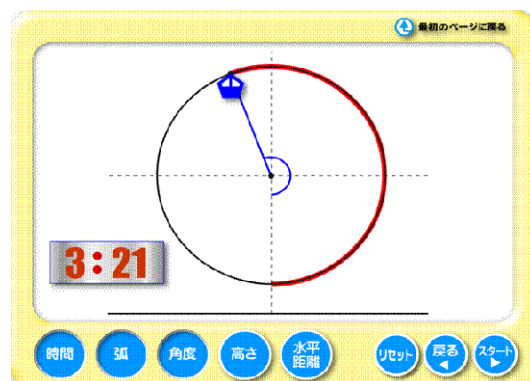 最初のページに戻る
3:21
時間
弧
角度
高さ
水平
距離
リセット
戻る
スタート